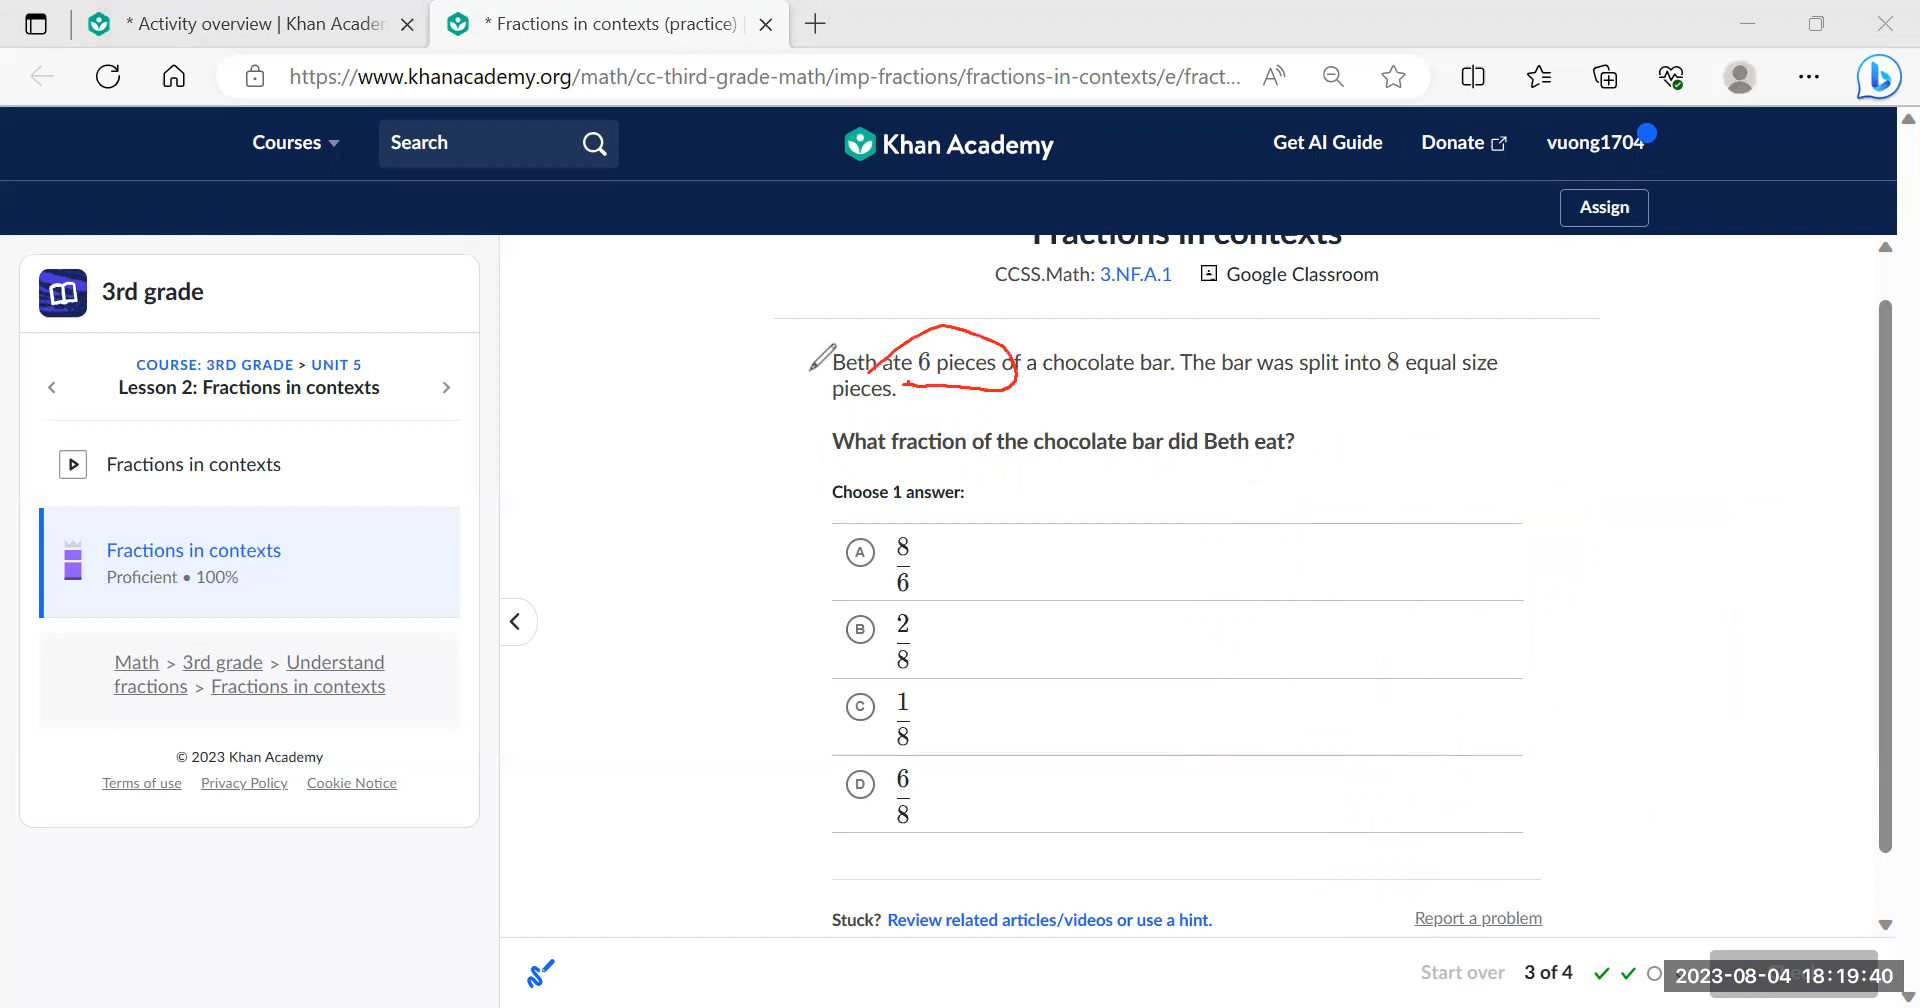 * Activity overview | Khan Academ
* Fractions in contexts (practice) |
https://www.khanacademy.org/math/cc-third-grade-math/imp-fractions/fractions-in-contexts/e/fract...
Courses
Search
Khan Academy
Get AI Guide
Donate
vuong1704
Assign
3rd grade
COURSE: 3RD GRADE > UNIT 5
Lesson 2: Fractions in contexts
Fractions in contexts
Fractions in contexts
Proficient • 100%
Math > 3rd grade > Understand
fractions > Fractions in contexts
© 2023 Khan Academy
Terms of use Privacy Policy Cookie Notice
Fractions in contexts
CCSS.Math: 3.NF.A.1 Google Classroom
Beth ate 6 pieces of a chocolate bar. The bar was split into 8 equal size
pieces.
What fraction of the chocolate bar did Beth eat?
Choose 1 answer:
A 8/6
B 2/8
C 1/8
D 6/8
Stuck? Review related articles/videos or use a hint.
Report a problem
Start over 3 of 4
2023-08-04 18:19:40